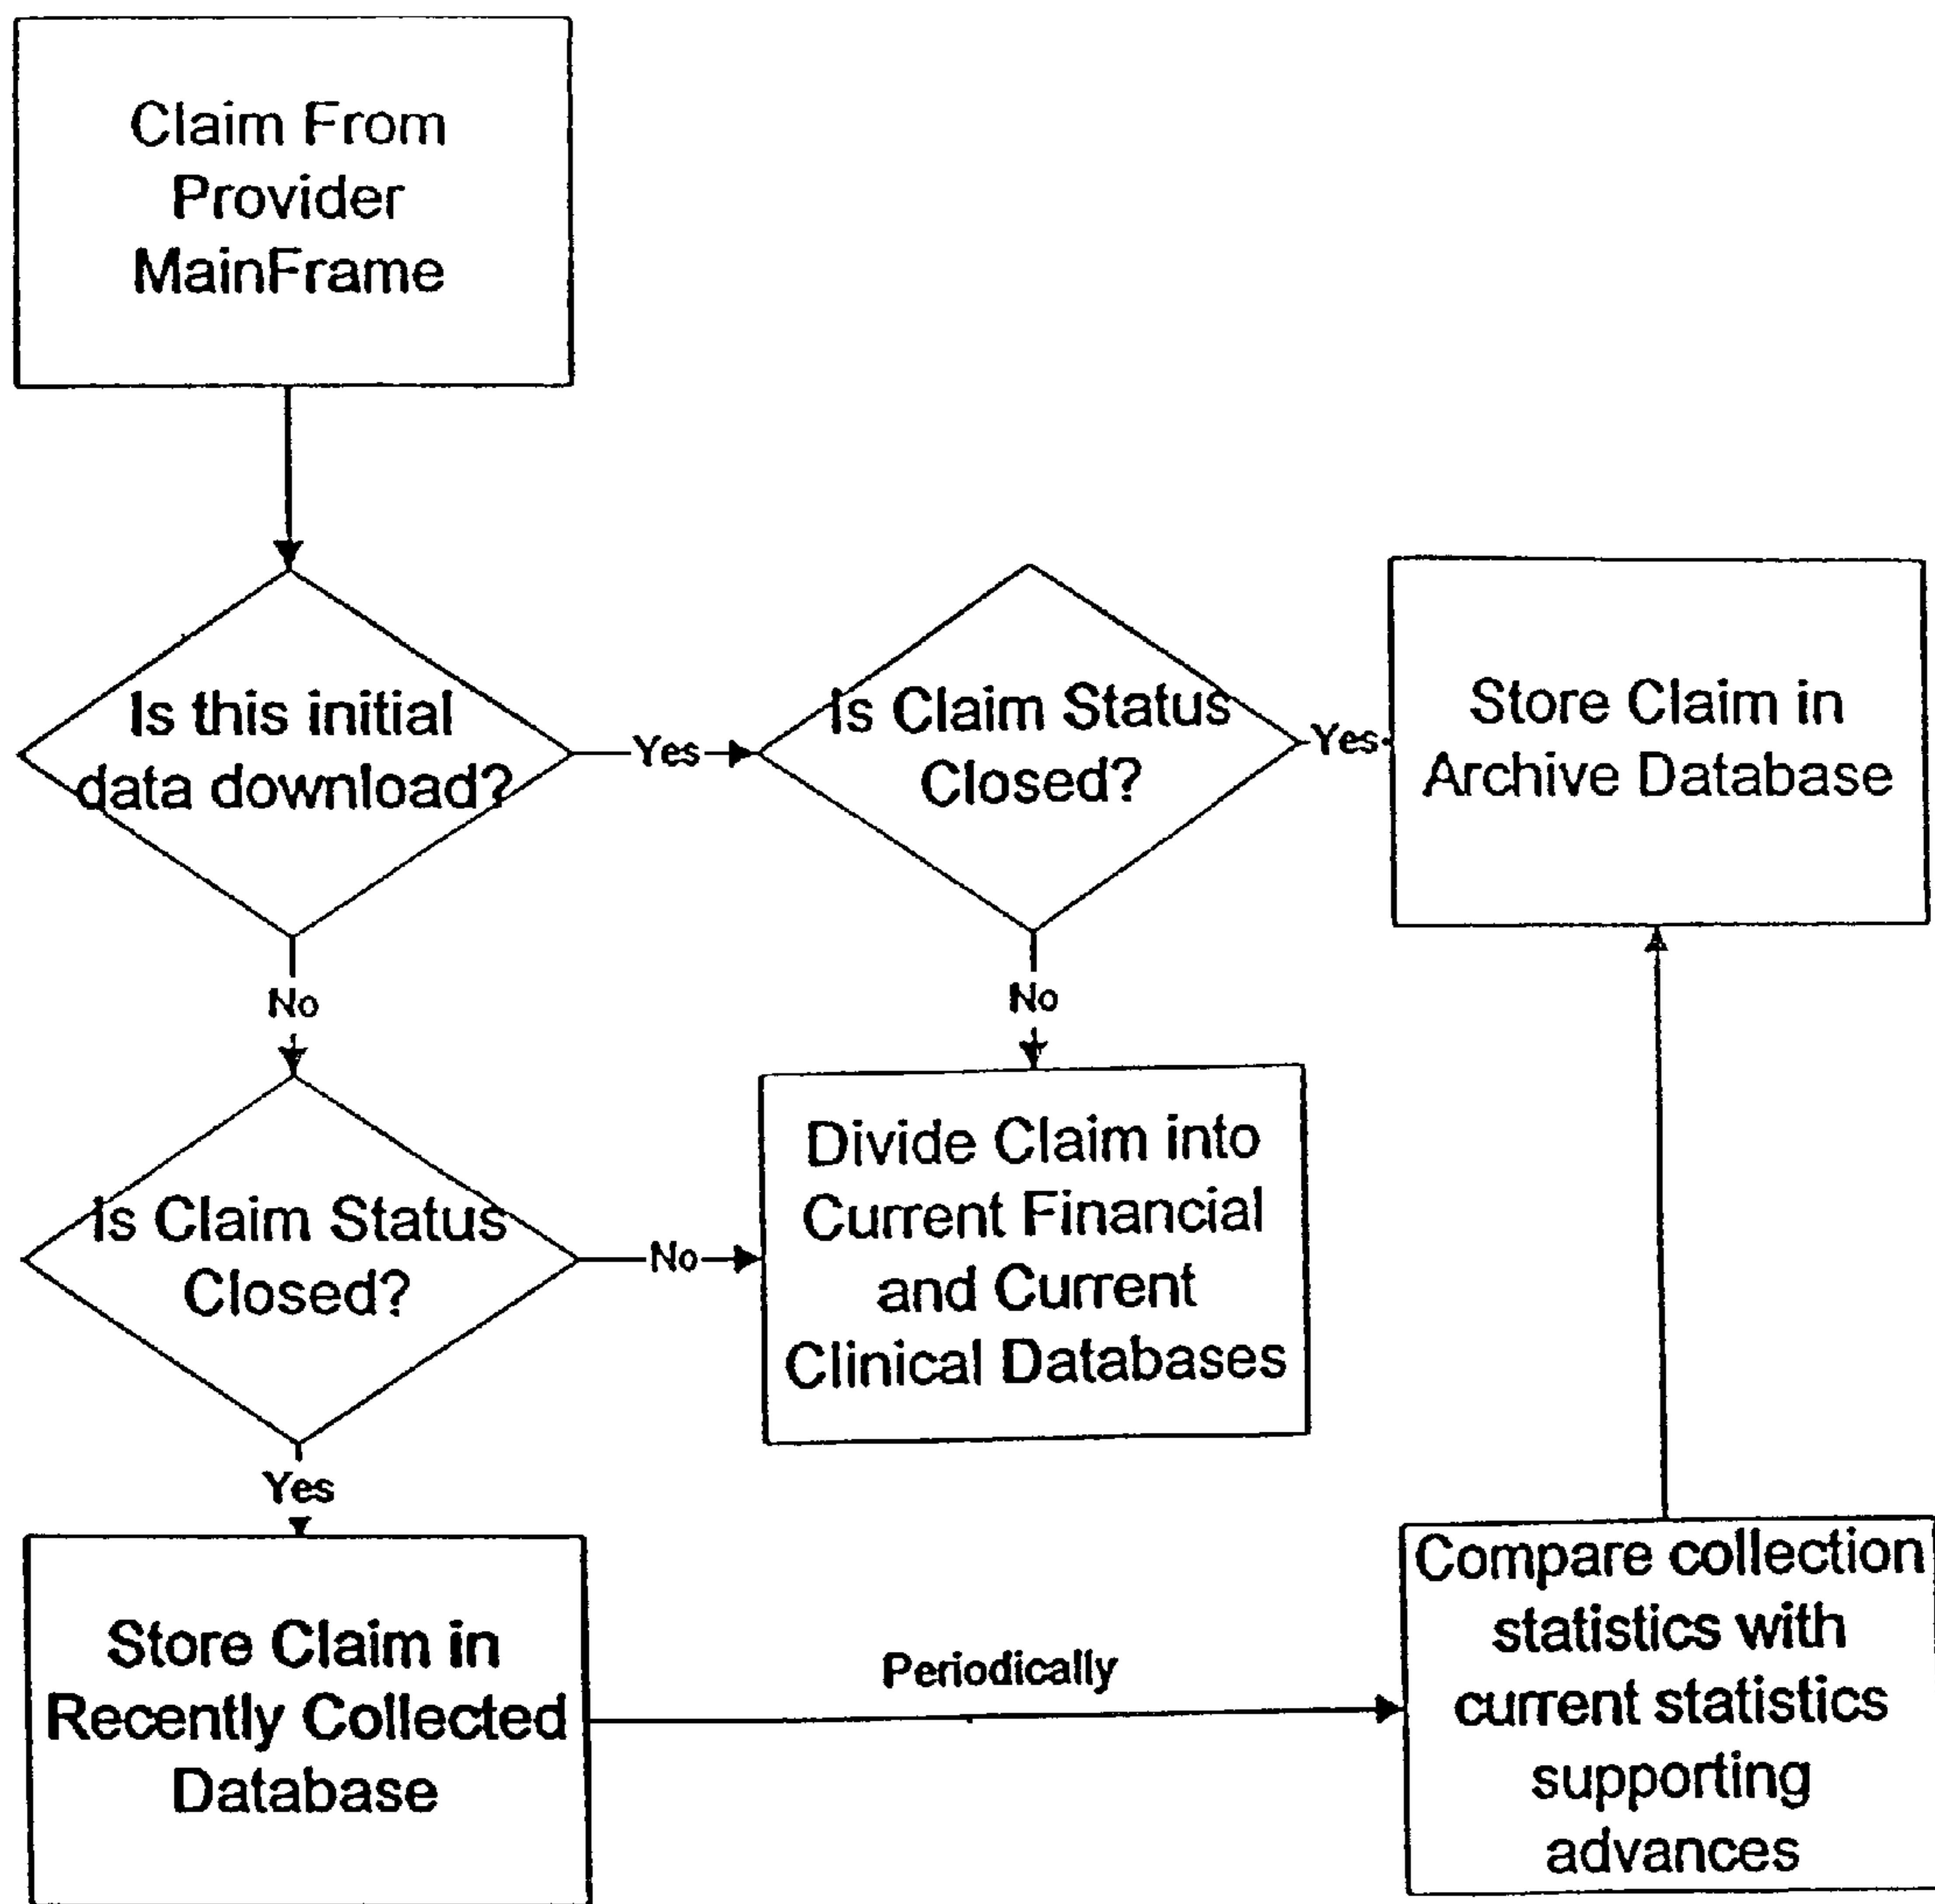 Claim From
Provider
MainFrame
Is this initial
data download?
Yes
Is Claim Status
Closed?
Yes
Store Claim in
Archive Database
No
No
Is Claim Status
Closed?
No
Divide Claim into
Current Financial
and Current
Clinical Databases
Yes
Store Claim in
Recently Collected
Database
Periodically
Compare collection
statistics with
current statistics
supporting
advances